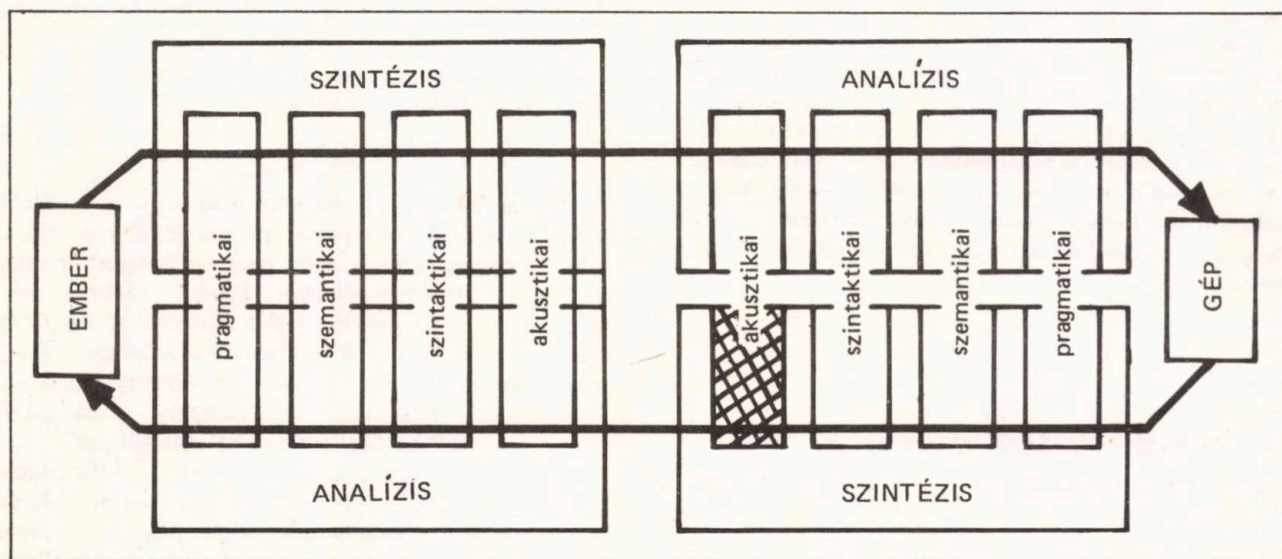 SZINTÉZIS
ANALÍZIS
EMBER
pragmatikai
szemantikai
szintaktikai
akusztikai
akusztikai
szintaktikai
szemantikai
pragmatikai
GÉP
ANALÍZIS
SZINTÉZIS